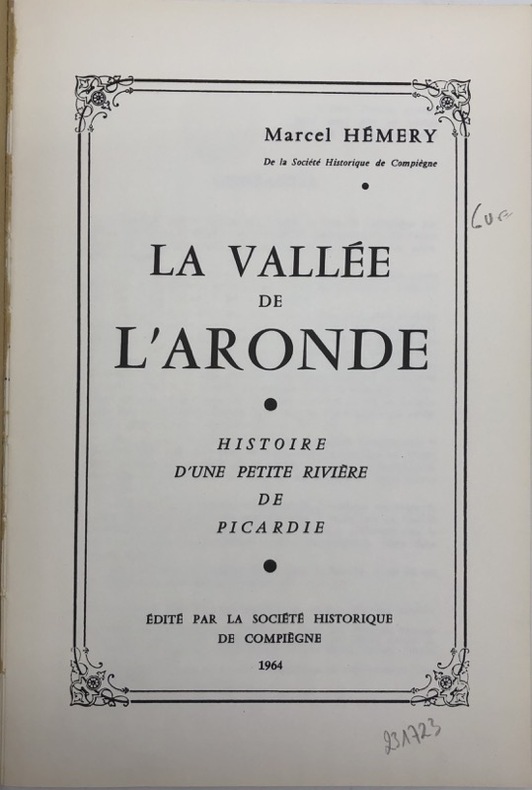 Marcel HÉMERY
De la Société Historique de Compiègne
LA VALLÉE
DE
L'ARONDE
HISTOIRE
D'UNE PETITE RIVIÈRE
DE
PICARDIE
ÉDITÉ PAR LA SOCIÉTÉ HISTORIQUE
DE COMPIÈGNE
1964
231723